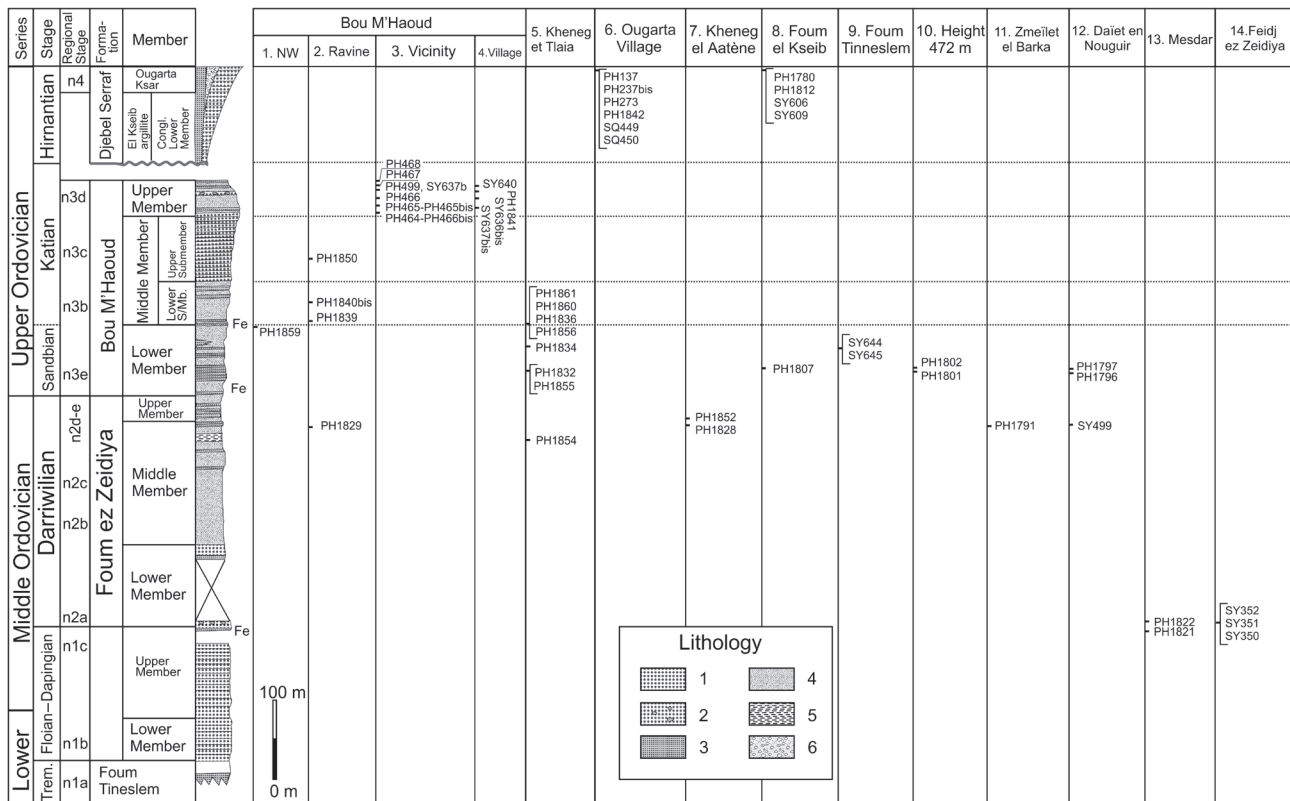 Series
Stage
Regional
Stage
Forma-
tion
Member
Bou M'Haoud
1. NW
2. Ravine
3. Vicinity
4.Village
5. Kheneg
et Tlaia
6. Ougarta
Village
7. Kheneg
el Aatène
8. Foum
el Kseib
9. Foum
Tinneslem
10. Height
472 m
11. Zmeïlet
el Barka
12. Daïet en
Nouguir
13. Mesdar
14.Feidj
ez Zeidiya
Upper Ordovician
Middle Ordovician
Lower
Hirnantian
Katian
Sandbian
Darriwilian
Floian–Dapingian
Trem.
n4
n3d
n3c
n3b
n3e
n2d-e
n2c
n2b
n2a
n1c
n1b
n1a
Djebel Serraf
Bou M'Haoud
Foum ez Zeidiya
Foum
Tineslem
Ougarta
Ksar
El Kseib
argillite
Congl.
Lower
Member
Upper
Member
Middle Member
Upper
Submember
Lower
S/Mb.
Lower
Member
Upper
Member
Middle
Member
Lower
Member
Upper
Member
Lower
Member
Fe
Fe
Fe
100 m
0 m
PH1859
PH1850
PH1840bis
PH1839
PH1829
PH468
PH467
PH499, SY637b
PH466
PH465-PH465bis
PH464-PH466bis
SY640
PH1841
SY636bis
SY637bis
PH1861
PH1860
PH1836
PH1856
PH1834
PH1832
PH1855
PH1854
PH137
PH237bis
PH273
PH1842
SQ449
SQ450
PH1852
PH1828
PH1780
PH1812
SY606
SY609
PH1807
SY644
SY645
PH1802
PH1801
PH1791
PH1797
PH1796
SY499
PH1822
PH1821
SY352
SY351
SY350
Lithology
1
2
3
4
5
6